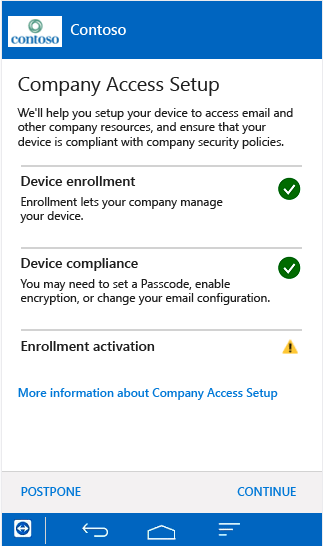 contoso
Contoso
Company Access Setup
We'll help you setup your device to access email and
other company resources, and ensure that your
device is compliant with company security policies.
Device enrollment
Enrollment lets your company manage
your device.
Device compliance
You may need to set a Passcode, enable
encryption, or change your email configuration.
Enrollment activation
More information about Company Access Setup
POSTPONE
CONTINUE